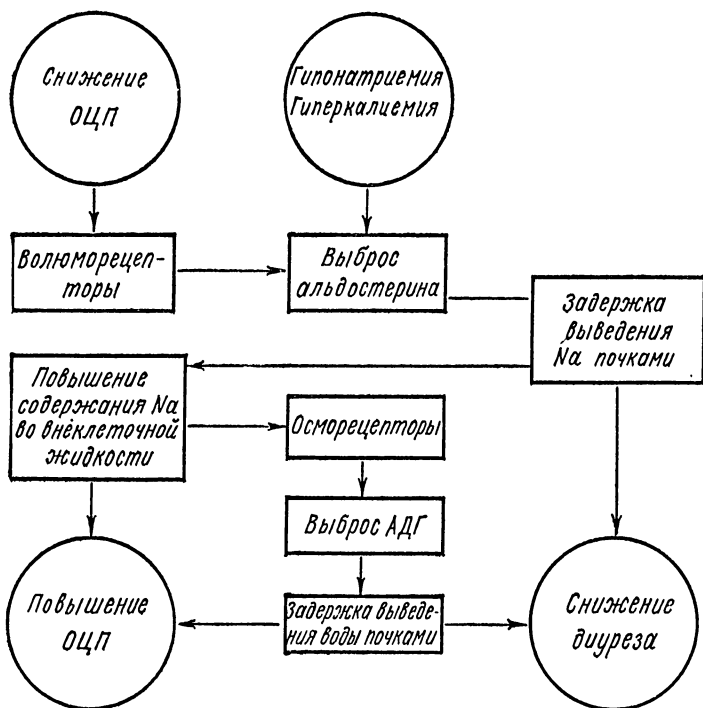 Снижение
ОЦП
Гипонатриемия
Гиперкалиемия
Волюморецеп-
торы
Выброс
альдостерина
Задержка
выведения
Na почками
Повышение
содержания Na
во внеклеточной
жидкости
Осморецепторы
Выброс АДГ
Задержка выведе-
ния воды почками
Повышение
ОЦП
Снижение
диуреза